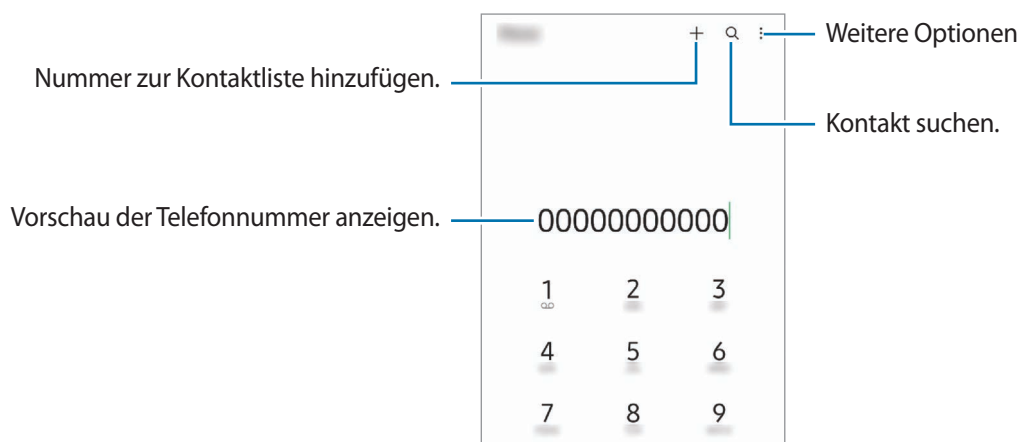 Weitere Optionen
Nummer zur Kontaktliste hinzufügen.
Kontakt suchen.
Vorschau der Telefonnummer anzeigen.
00000000000
1 2 3
4 5 6
7 8 9